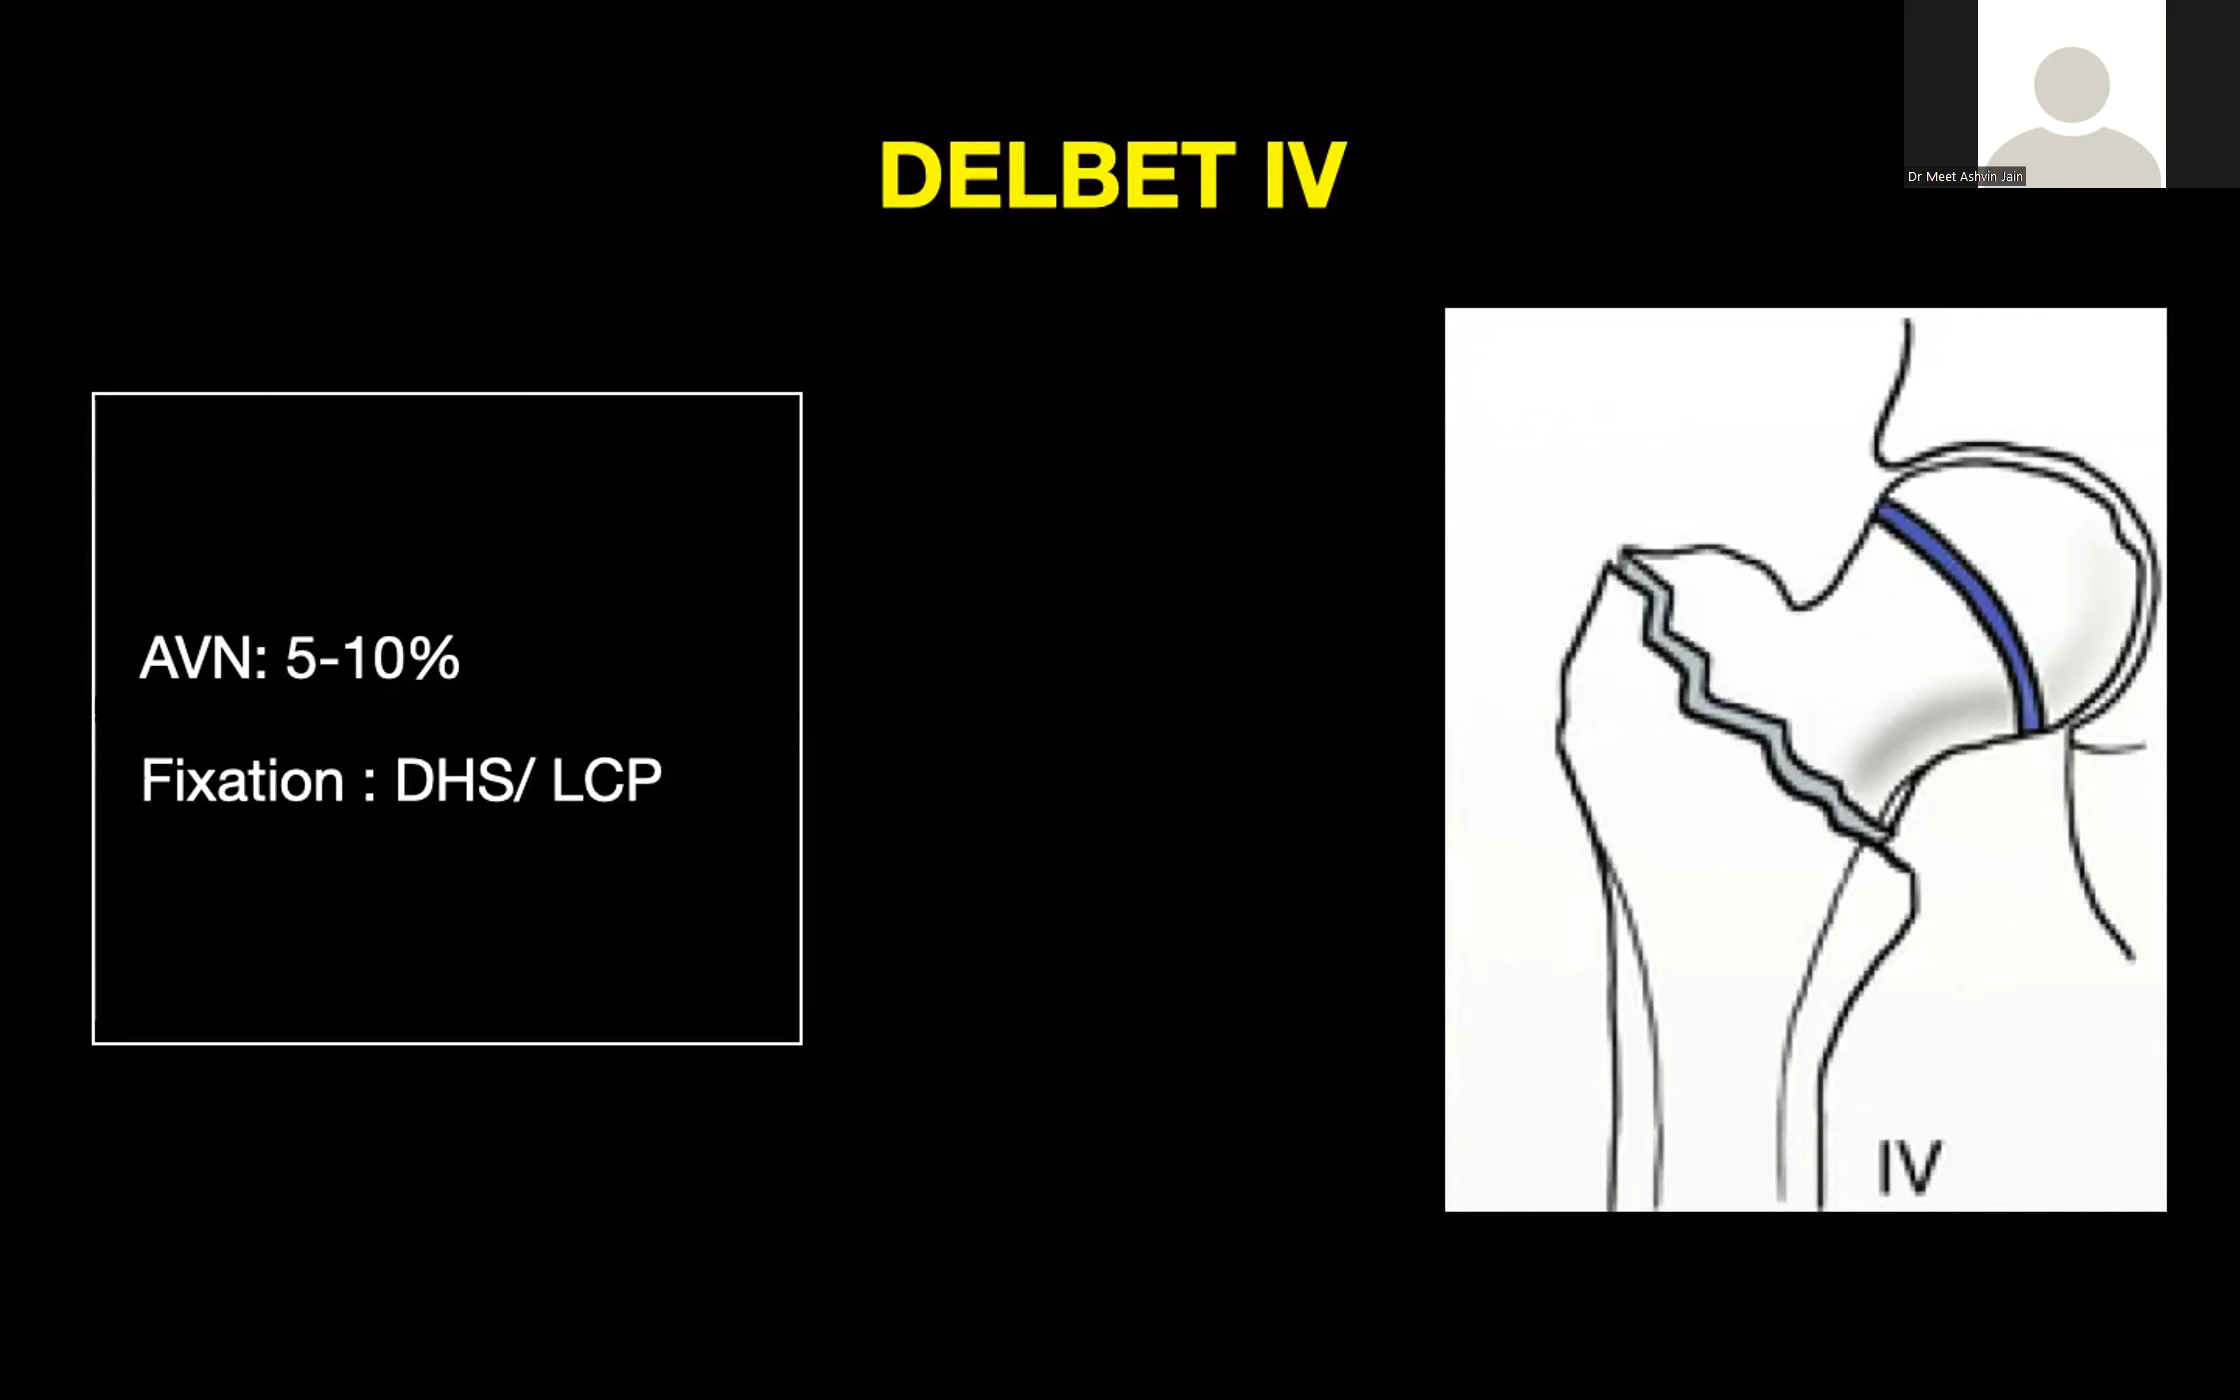 Dr Meet Ashvin Jain
DELBET IV
AVN: 5-10%
Fixation : DHS/ LCP
IV